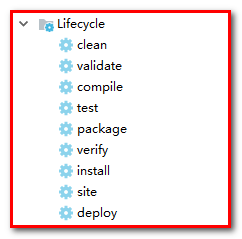 Lifecycle
clean
validate
compile
test
package
verify
install
site
deploy